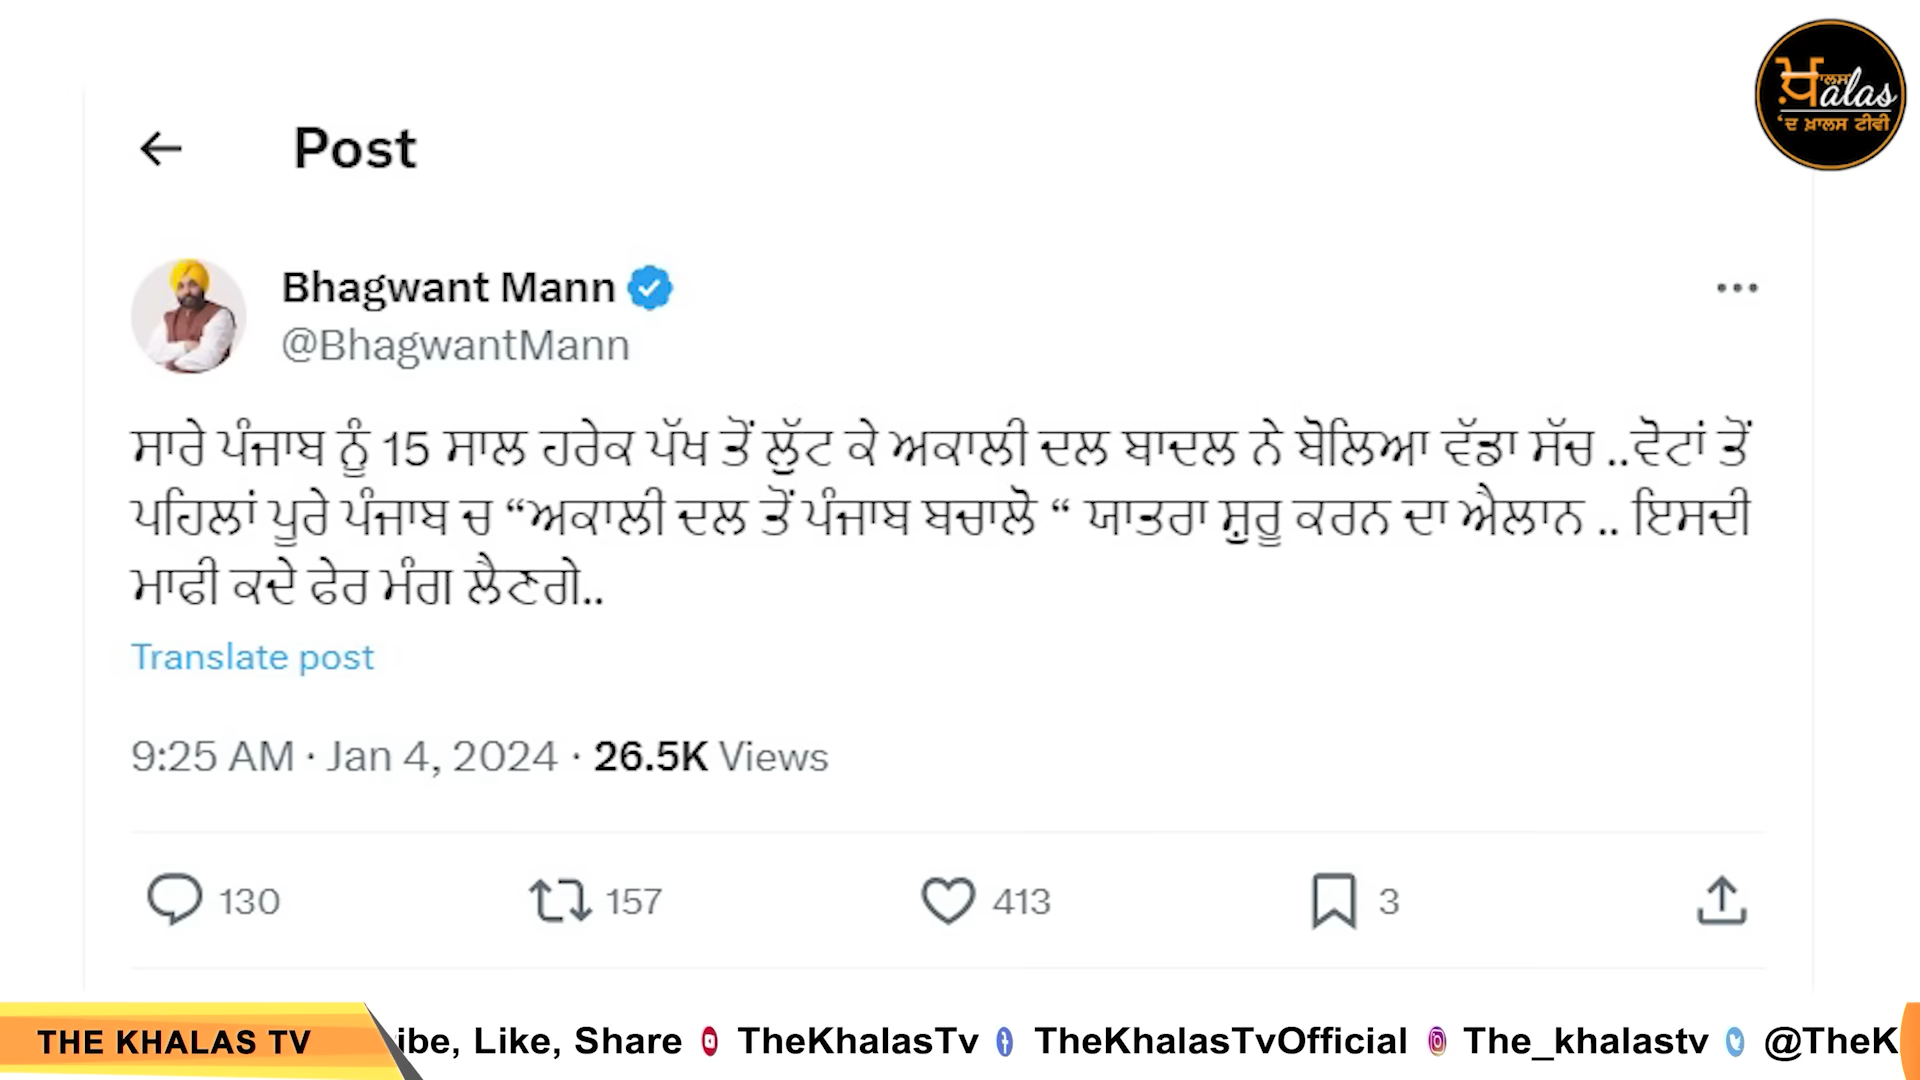 ਖ਼ਾਲਸ
alas
'ਦ ਖ਼ਾਲਸ ਟੀਵੀ
Post
Bhagwant Mann
@BhagwantMann
ਸਾਰੇ ਪੰਜਾਬ ਨੂੰ 15 ਸਾਲ ਹਰੇਕ ਪੱਖ ਤੋਂ ਲੁੱਟ ਕੇ ਅਕਾਲੀ ਦਲ ਬਾਦਲ ਨੇ ਬੋਲਿਆ ਵੱਡਾ ਸੱਚ ..ਵੋਟਾਂ ਤੋਂ
ਪਹਿਲਾਂ ਪੂਰੇ ਪੰਜਾਬ ਚ “ਅਕਾਲੀ ਦਲ ਤੋਂ ਪੰਜਾਬ ਬਚਾਲੋ “ ਯਾਤਰਾ ਸ਼ੁਰੂ ਕਰਨ ਦਾ ਐਲਾਨ .. ਇਸਦੀ
ਮਾਫੀ ਕਦੇ ਫੇਰ ਮੰਗ ਲੈਣਗੇ..
Translate post
9:25 AM · Jan 4, 2024 · 26.5K Views
130 157 413 3
THE KHALAS TV ibe, Like, Share TheKhalasTv TheKhalasTvOfficial The_khalastv @TheK